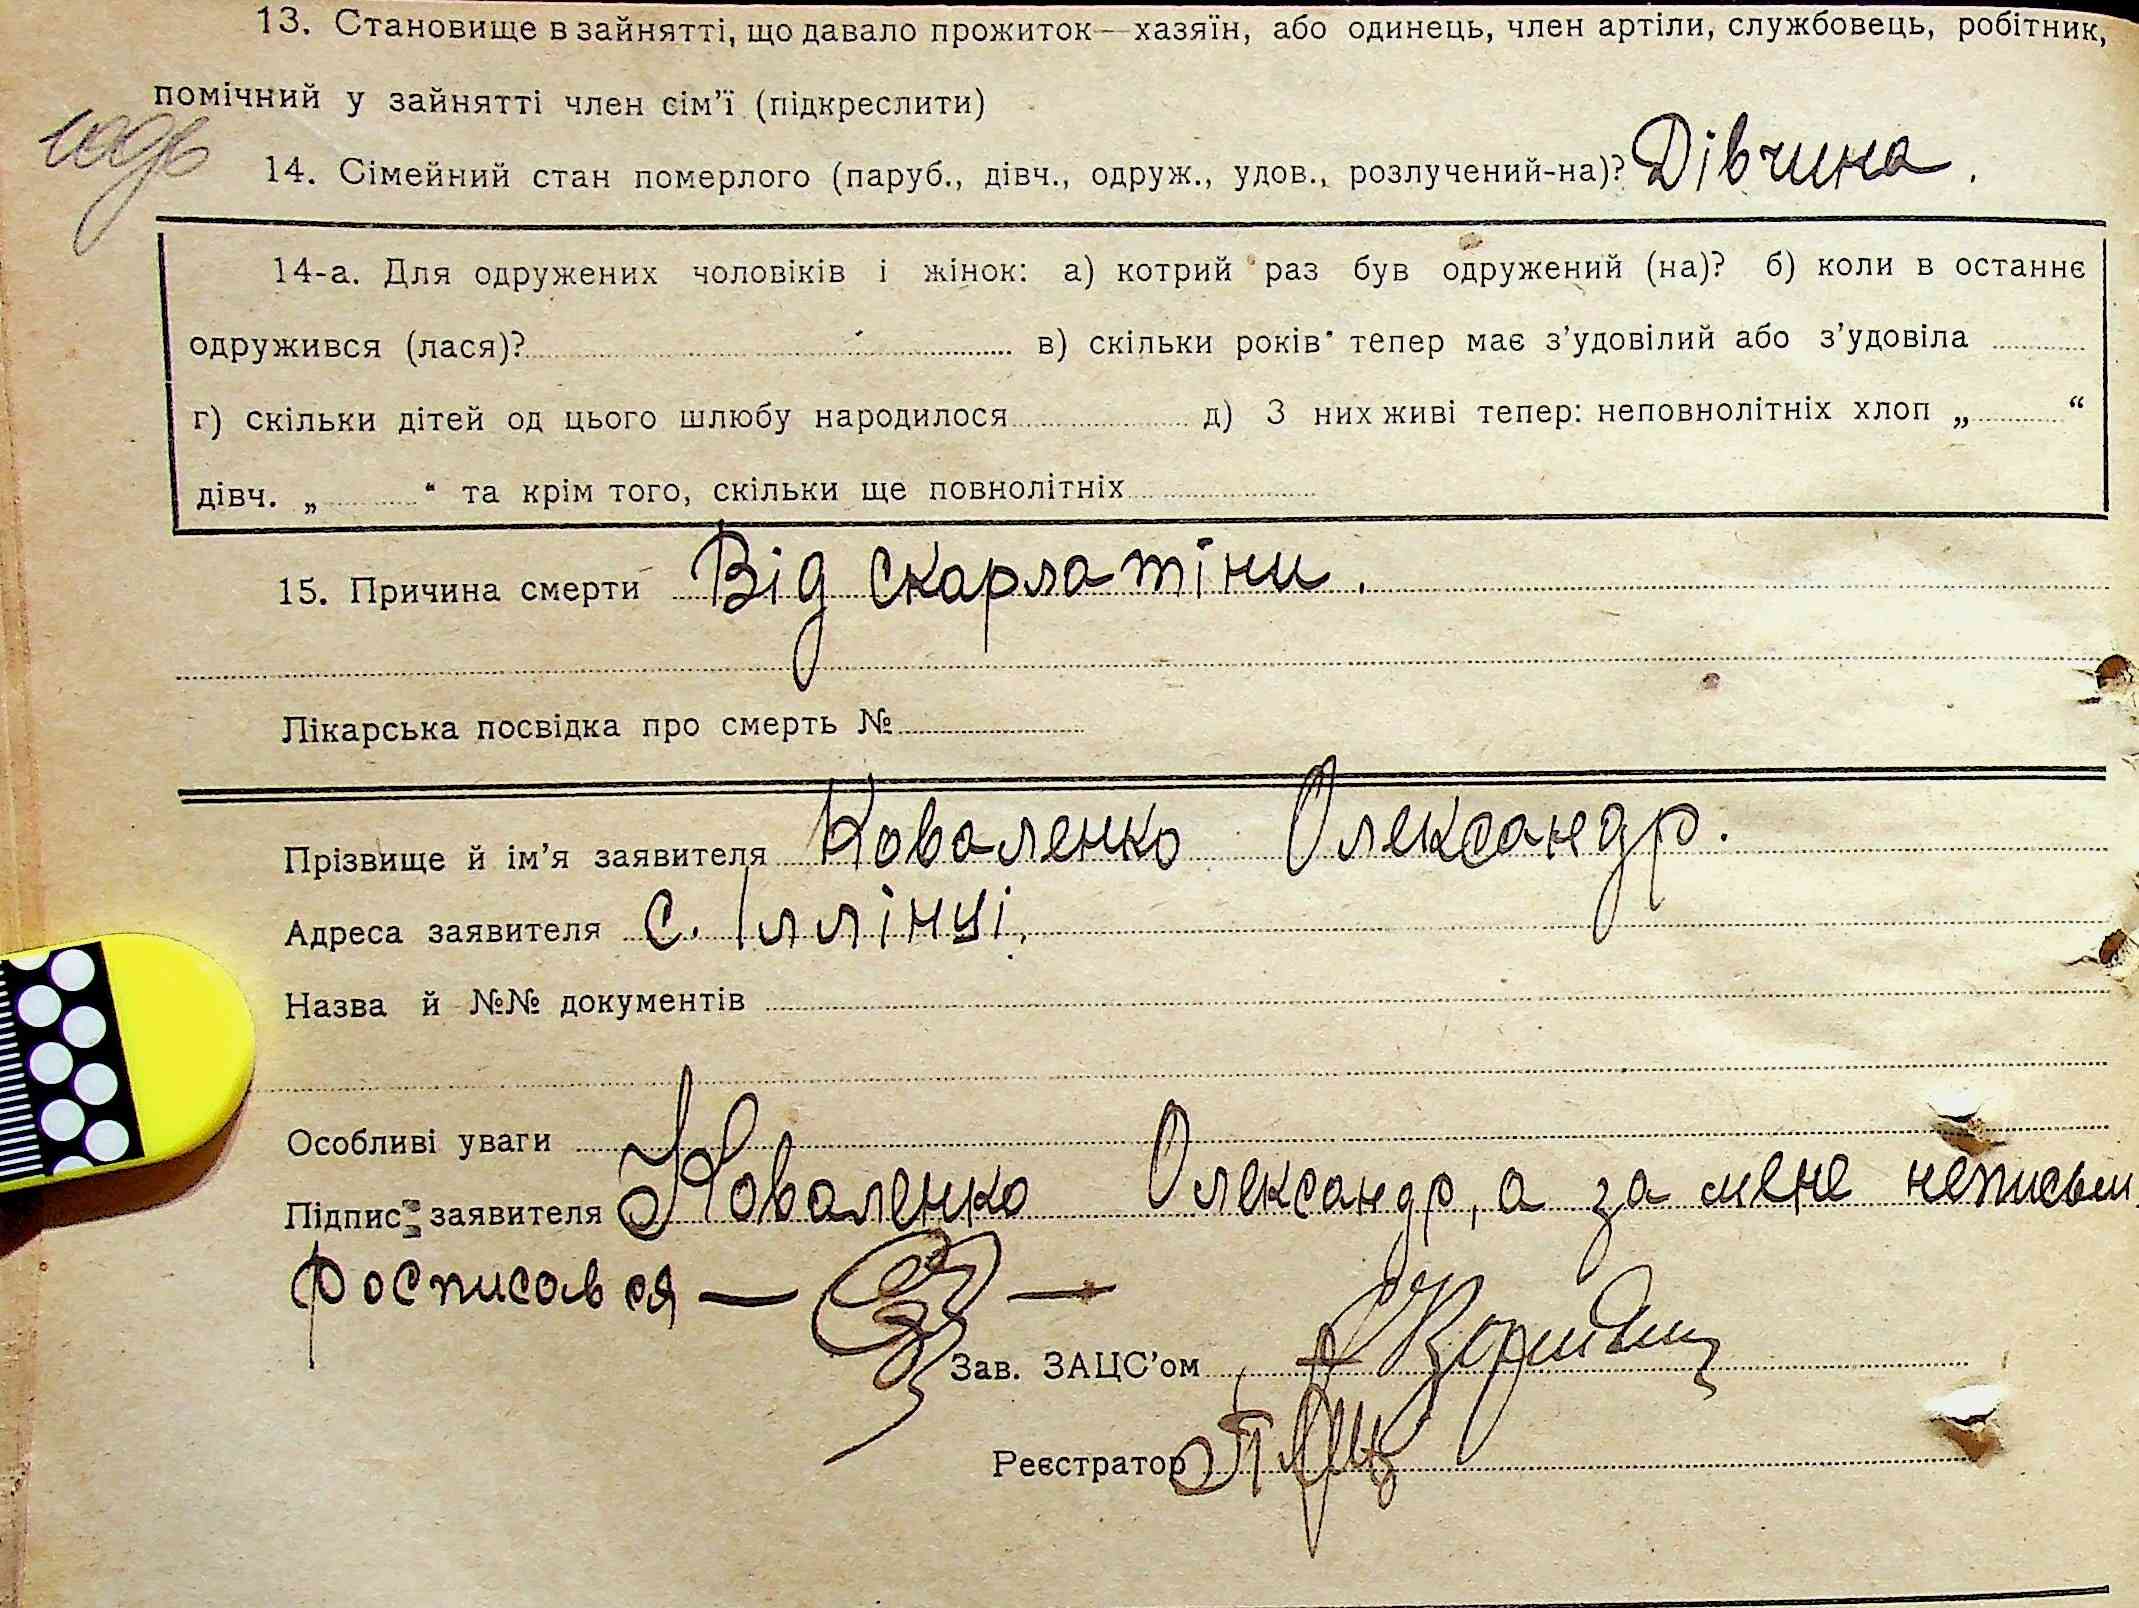 13. Становище в зайнятті, що давало прожиток—хазяїн, або одинець, член артіли, службовець, робітник,
помічний у зайнятті член сім’ї (підкреслити)
14. Сімейний стан померлого (паруб., дівч., одруж., удов., розлучений-на)? Дівчина.
14-а. Для одружених чоловіків і жінок: а) котрий раз був одружений (на)? б) коли в останнє
одружився (лася)? в) скільки років тепер має з’удовілий або з’удовіла
г) скільки дітей од цього шлюбу народилося д) З них живі тепер: неповнолітніх хлоп „ “
дівч. „ “ та крім того, скільки ще повнолітніх
15. Причина смерти Від скарлатіни.
Лікарська посвідка про смерть №
Прізвище й ім’я заявителя Коваленко Олександр.
Адреса заявителя с. Іллінці.
Назва й №№ документів
Особливі уваги
Підпис заявителя Коваленко Олександр, а за мене неписьм.
росписався — —
Зав. ЗАЦС’ом
Реєстратор